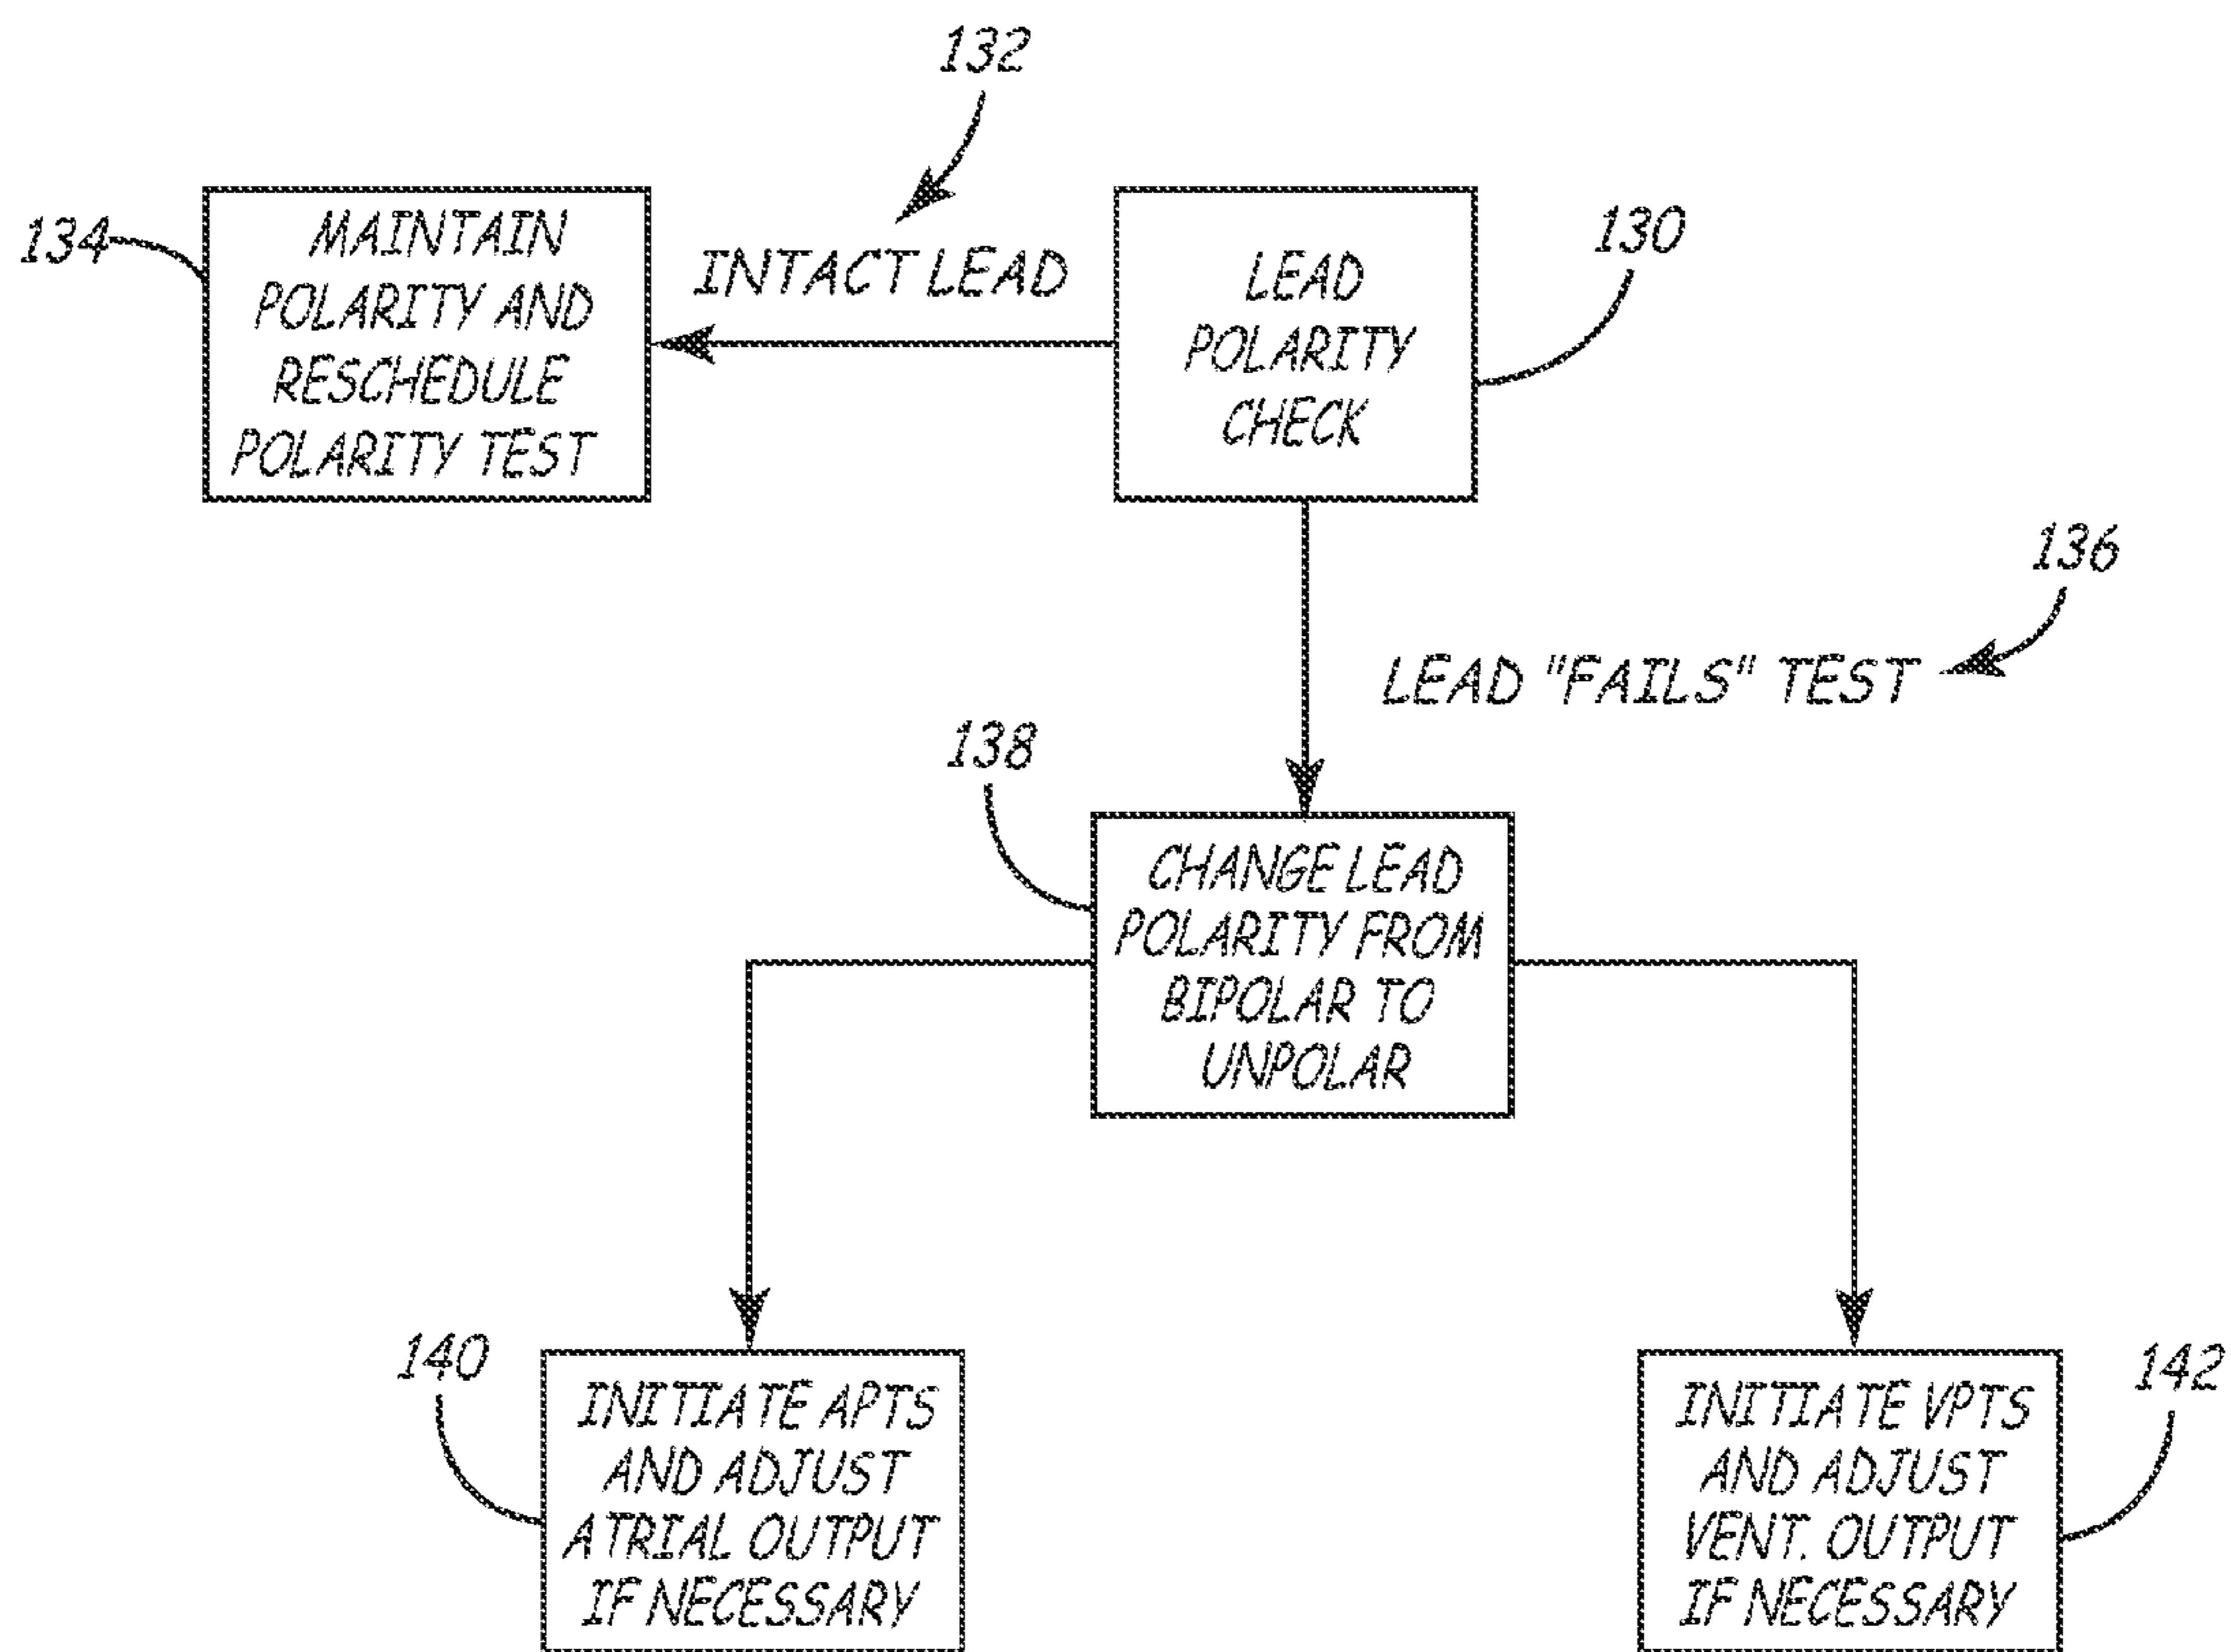 132
134
MAINTAIN
POLARITY AND
RESCHEDULE
POLARITY TEST
INTACT LEAD
LEAD
POLARITY
CHECK
130
136
LEAD "FAILS" TEST
138
CHANGE LEAD
POLARITY FROM
BIPOLAR TO
UNPOLAR
140
INITIATE APTS
AND ADJUST
ATRIAL OUTPUT
IF NECESSARY
INITIATE VPTS
AND ADJUST
VENT. OUTPUT
IF NECESSARY
142